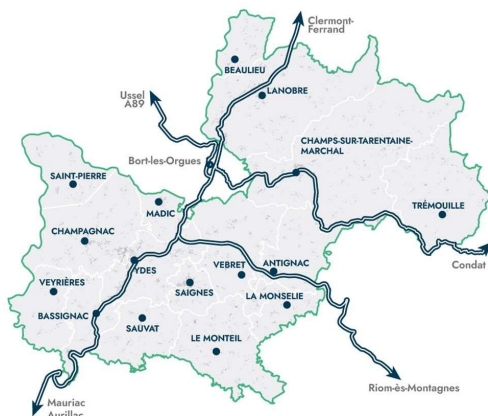 Clermont-
Ferrand
BEAULIEU
LANOBRE
Ussel
A89
Bort-les-Orgues
CHAMPS-SUR-TARENTAINE-
MARCHAL
SAINT-PIERRE
MADIC
TRÉMOUILLE
CHAMPAGNAC
Condat
YDES
VEBRET
ANTIGNAC
VEYRIÈRES
SAIGNES
LA MONSELIE
BASSIGNAC
SAUVAT
LE MONTEIL
Riom-ès-Montagnes
Mauriac
Aurillac